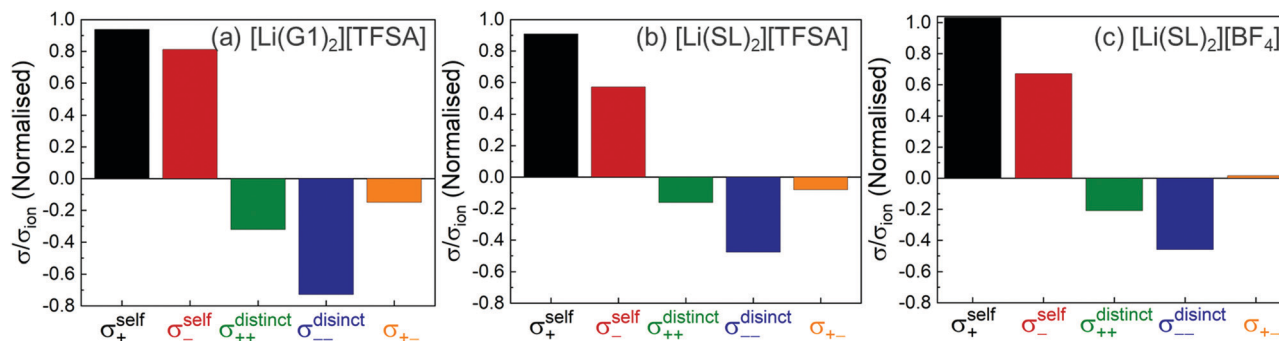 (a) [Li(G1)₂][TFSA]
σ/σ_ion (Normalised)
1.0
0.8
0.6
0.4
0.2
0.0
-0.2
-0.4
-0.6
-0.8
σ₊^self
σ₋^self
σ₊₊^distinct
σ₋₋^disinct
σ₊₋
(b) [Li(SL)₂][TFSA]
σ/σ_ion (Normalised)
1.0
0.8
0.6
0.4
0.2
0.0
-0.2
-0.4
-0.6
-0.8
σ₊^self
σ₋^self
σ₊₊^distinct
σ₋₋^disinct
σ₊₋
(c) [Li(SL)₂][BF₄]
σ/σ_ion (Normalised)
1.0
0.8
0.6
0.4
0.2
0.0
-0.2
-0.4
-0.6
-0.8
σ₊^self
σ₋^self
σ₊₊^distinct
σ₋₋^disinct
σ₊₋